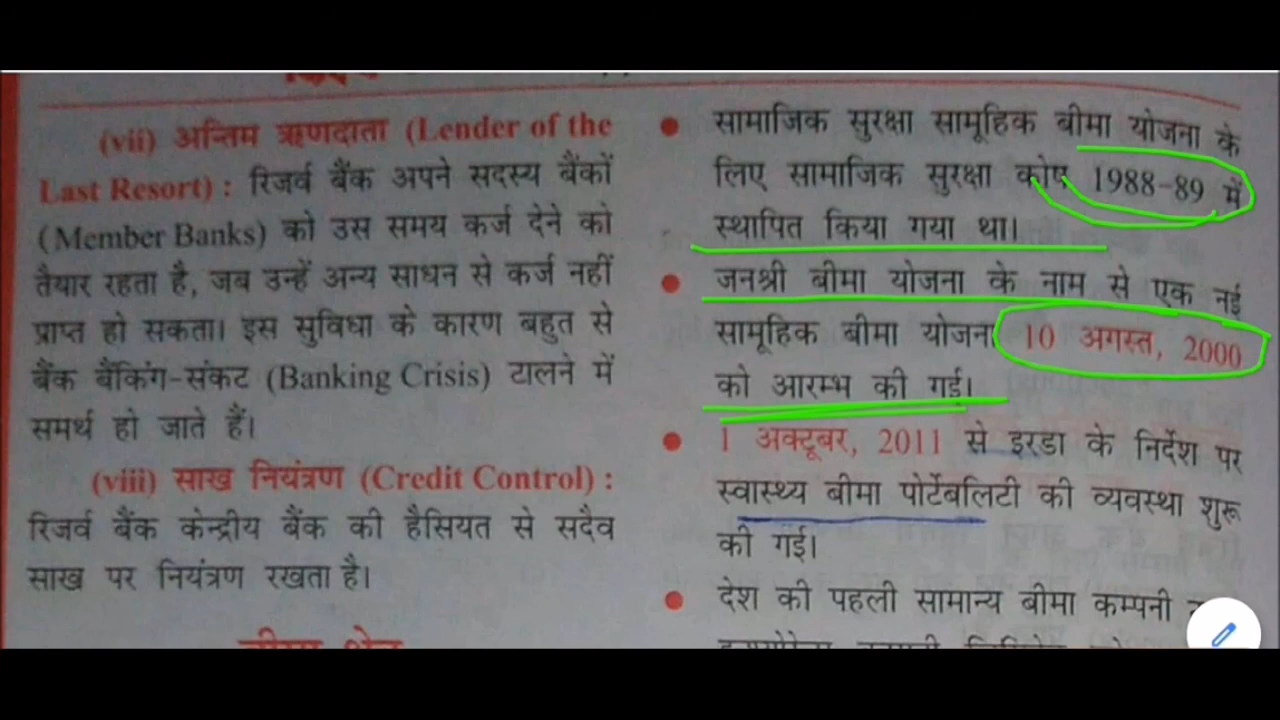 (vii) अन्तिम ऋणदाता (Lender of the
Last Resort) : रिजर्व बैंक अपने सदस्य बैंकों
(Member Banks) को उस समय कर्ज देने को
तैयार रहता है, जब उन्हें अन्य साधन से कर्ज नहीं
प्राप्त हो सकता। इस सुविधा के कारण बहुत से
बैंक बैंकिंग-संकट (Banking Crisis) टालने में
समर्थ हो जाते हैं।
(viii) साख नियंत्रण (Credit Control) :
रिजर्व बैंक केन्द्रीय बैंक की हैसियत से सदैव
साख पर नियंत्रण रखता है।
● सामाजिक सुरक्षा सामूहिक बीमा योजना के
लिए सामाजिक सुरक्षा कोष 1988-89 में
स्थापित किया गया था।
● जनश्री बीमा योजना के नाम से एक नई
सामूहिक बीमा योजना 10 अगस्त, 2000
को आरम्भ की गई।
● 1 अक्टूबर, 2011 से इरडा के निर्देश पर
स्वास्थ्य बीमा पोर्टेबलिटी की व्यवस्था शुरू
की गई।
● देश की पहली सामान्य बीमा कम्पनी